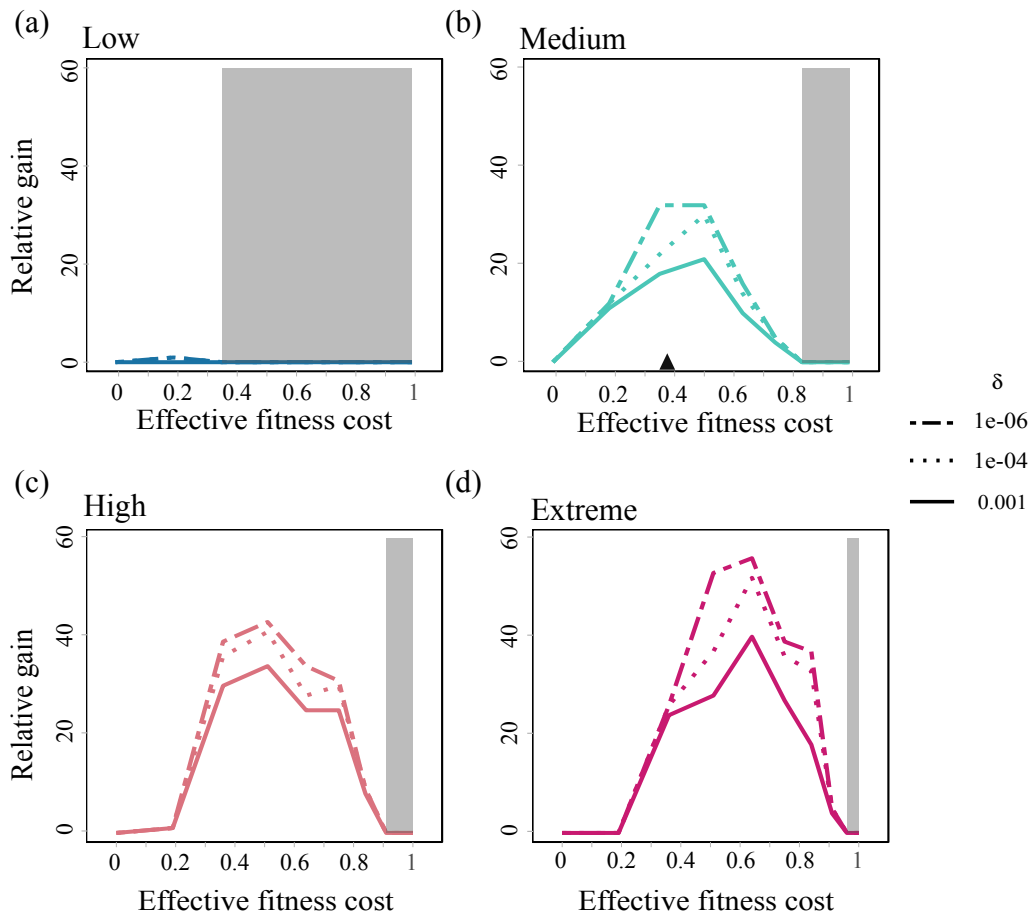 (a)
Low
60
40
20
0
Relative gain
0 0.2 0.4 0.6 0.8 1
Effective fitness cost
(b)
Medium
60
40
20
0
0 0.2 0.4 0.6 0.8 1
Effective fitness cost
δ
1e-06
1e-04
0.001
(c)
High
60
40
20
0
Relative gain
0 0.2 0.4 0.6 0.8 1
Effective fitness cost
(d)
Extreme
60
40
20
0
0 0.2 0.4 0.6 0.8 1
Effective fitness cost